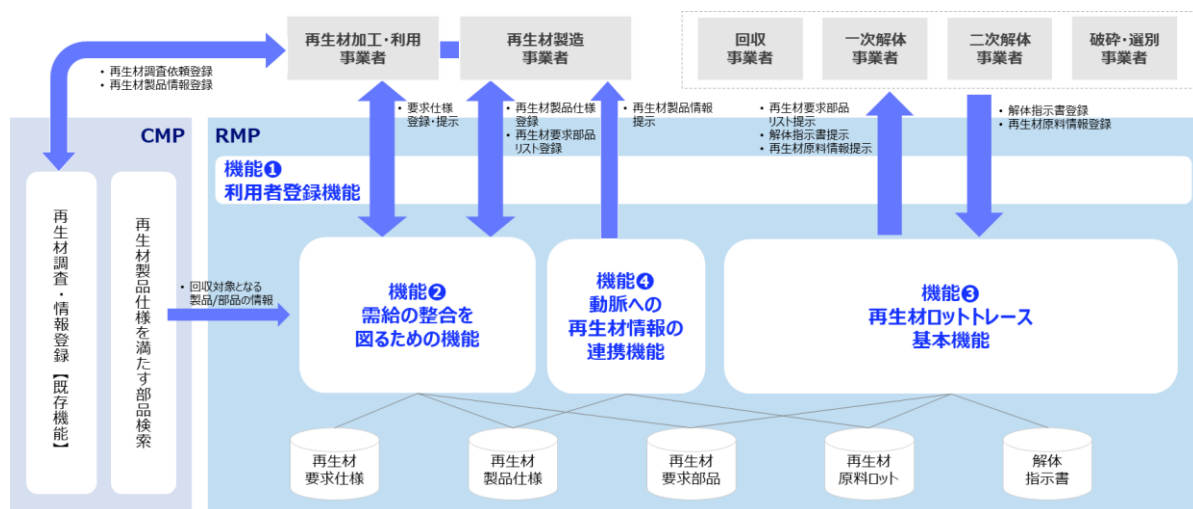 再生材加工・利用
事業者
再生材製造
事業者
回収
事業者
一次解体
事業者
二次解体
事業者
破砕・選別
事業者
• 再生材調査依頼登録
• 再生材製品情報登録
• 要求仕様
登録・提示
• 再生材製品仕様
登録
• 再生材要求部品
リスト登録
• 再生材製品情報
提示
• 再生材要求部品
リスト提示
• 解体指示書提示
• 再生材原料情報提示
• 解体指示書登録
• 再生材原料情報登録
CMP
RMP
機能❶
利用者登録機能
再生材調査・情報登録【既存機能】
再生材製品仕様を満たす部品検索
• 回収対象となる
製品/部品の情報
機能❷
需給の整合を
図るための機能
機能❹
動脈への
再生材情報の
連携機能
機能❸
再生材ロットトレース
基本機能
再生材
要求仕様
再生材
製品仕様
再生材
要求部品
再生材
原料ロット
解体
指示書